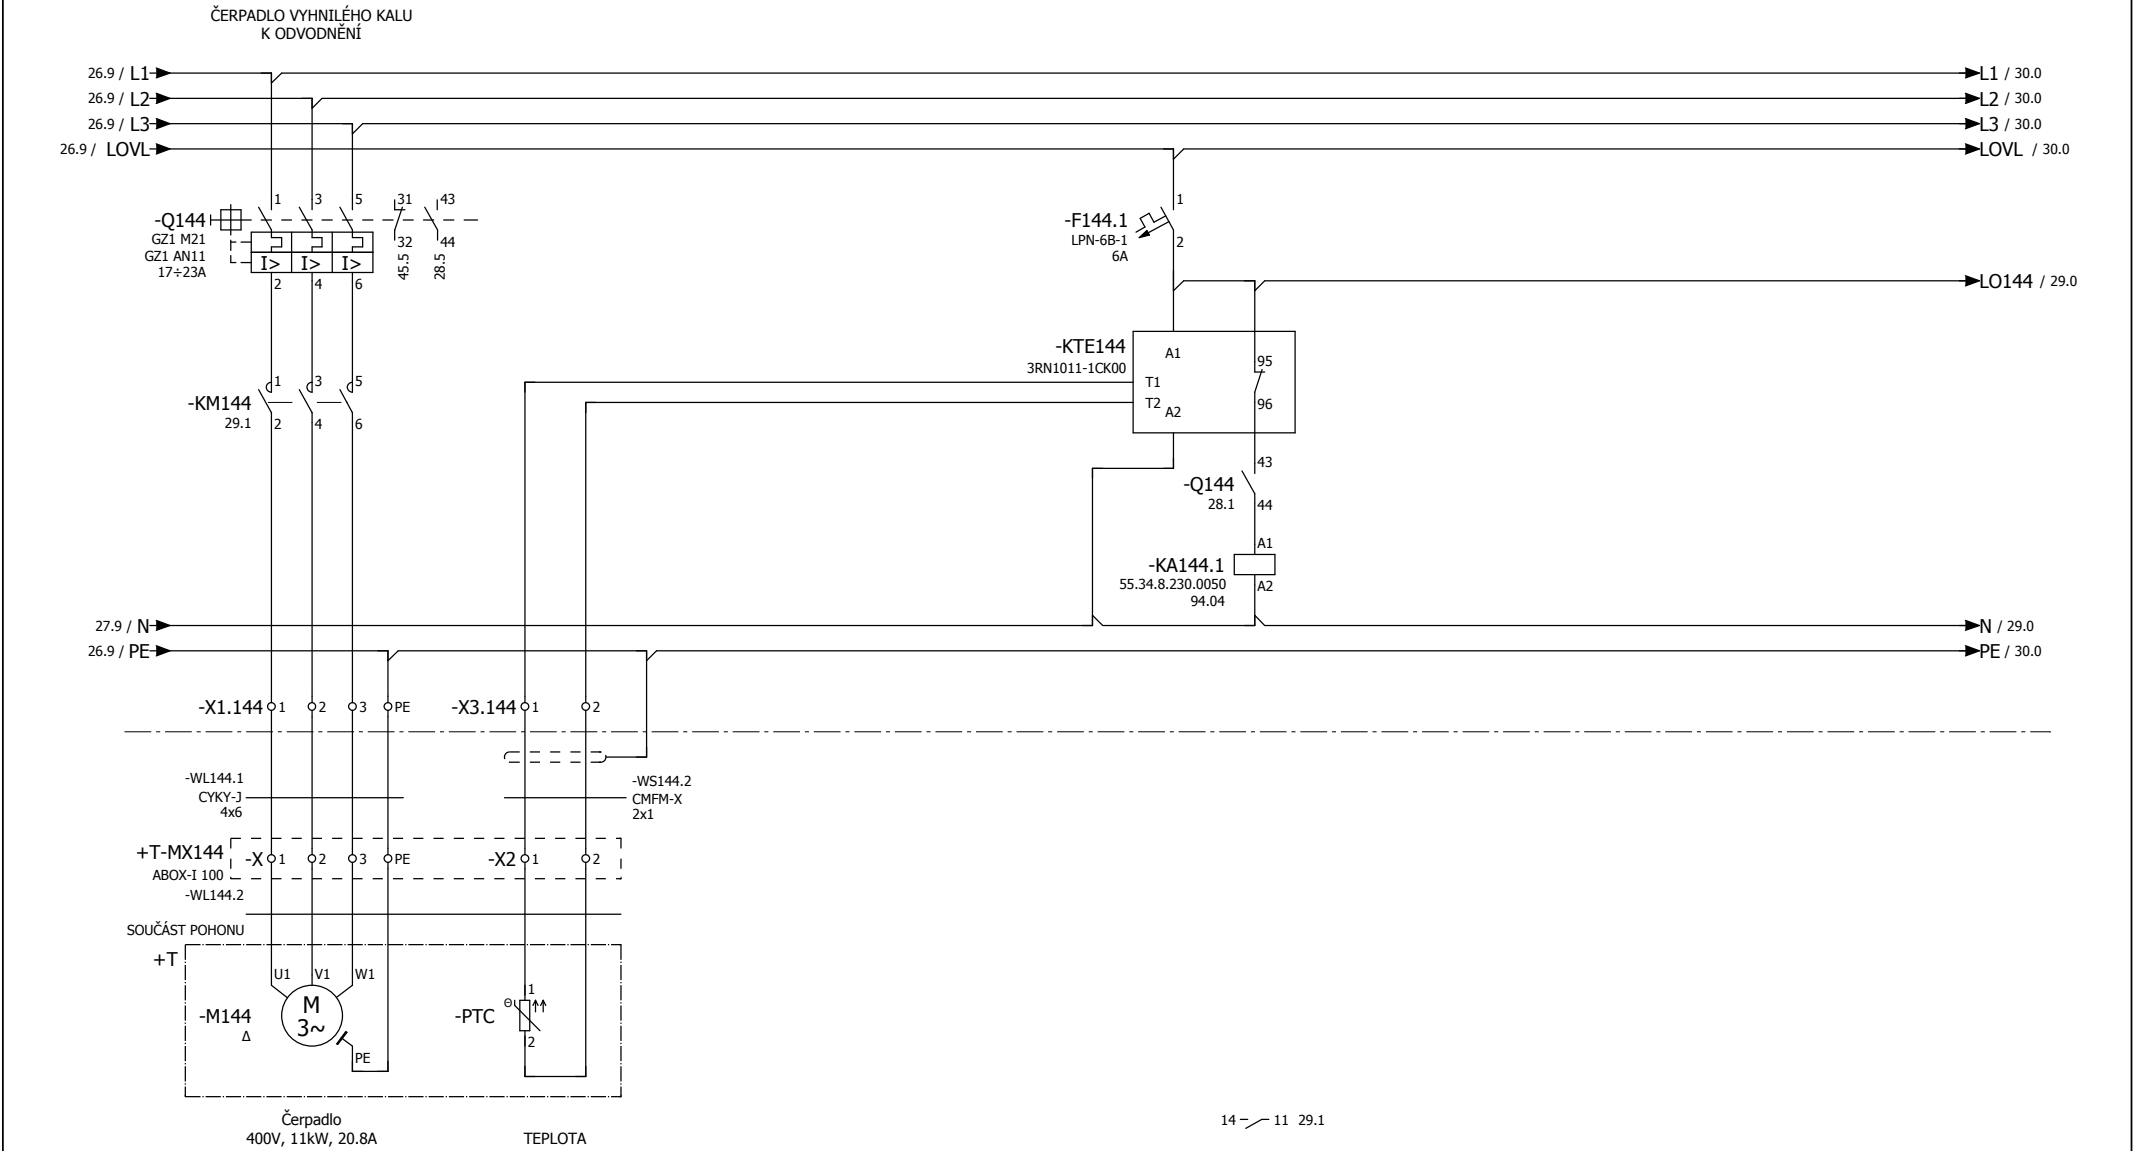 ČERPADLO VYHNILÉHO KALU
K ODVODNĚNÍ
26.9 / L1
L1 / 30.0
26.9 / L2
L2 / 30.0
26.9 / L3
L3 / 30.0
26.9 / LOVL
LOVL / 30.0
-Q144
GZ1 M21
GZ1 AN11
17÷23A
1 3 5 31 43
I> I> I>
2 4 6 32 44
45.5 28.5
-F144.1
LPN-6B-1
6A
1
2
LO144 / 29.0
-KTE144
3RN1011-1CK00
A1
T1
T2
A2
95
96
-KM144
29.1
1 3 5
2 4 6
-Q144
28.1
43
44
-KA144.1
55.34.8.230.0050
94.04
A1
A2
27.9 / N
N / 29.0
26.9 / PE
PE / 30.0
-X1.144 1 2 3 PE
-X3.144 1 2
-WL144.1
CYKY-J
4x6
-WS144.2
CMFM-X
2x1
+T-MX144
ABOX-I 100
-X 1 2 3 PE
-X2 1 2
-WL144.2
SOUČÁST POHONU
+T
U1 V1 W1
-M144
Δ
M
3~
PE
-PTC
Θ
1
2
Čerpadlo
400V, 11kW, 20.8A
TEPLOTA
14 11 29.1